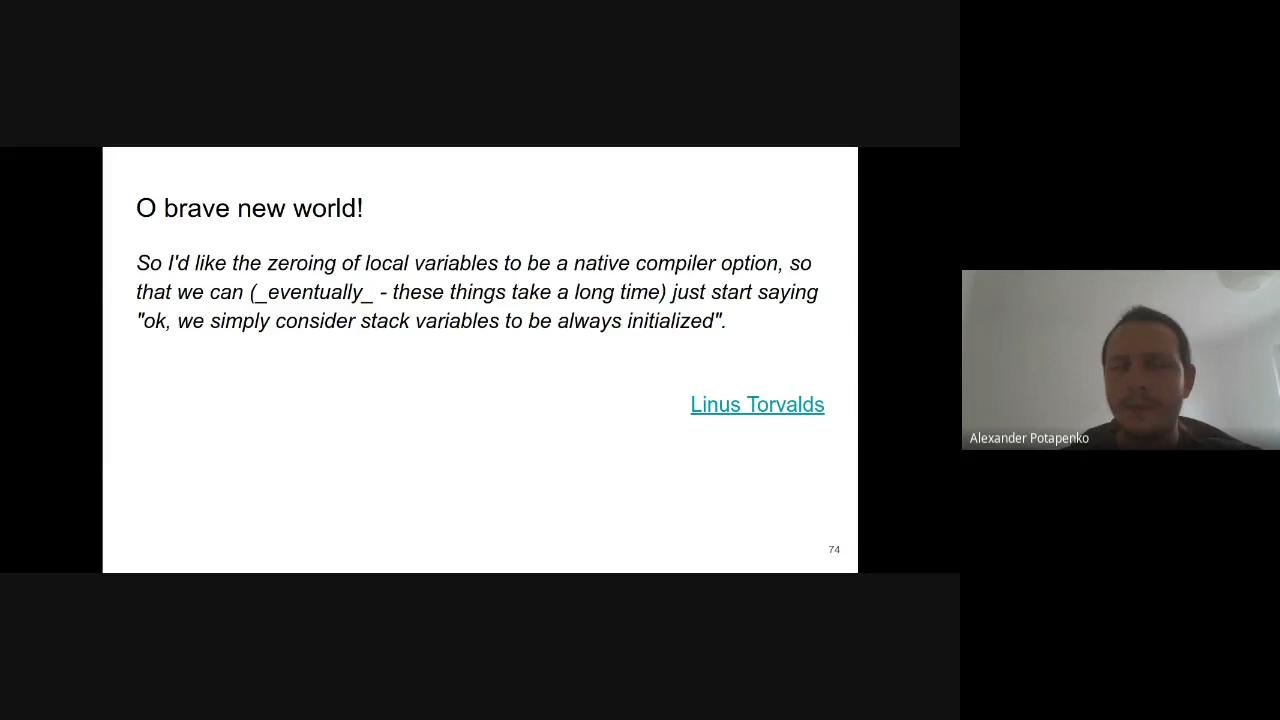 O brave new world!
So I'd like the zeroing of local variables to be a native compiler option, so
that we can (_eventually_ - these things take a long time) just start saying
"ok, we simply consider stack variables to be always initialized".
Linus Torvalds
74
Alexander Potapenko